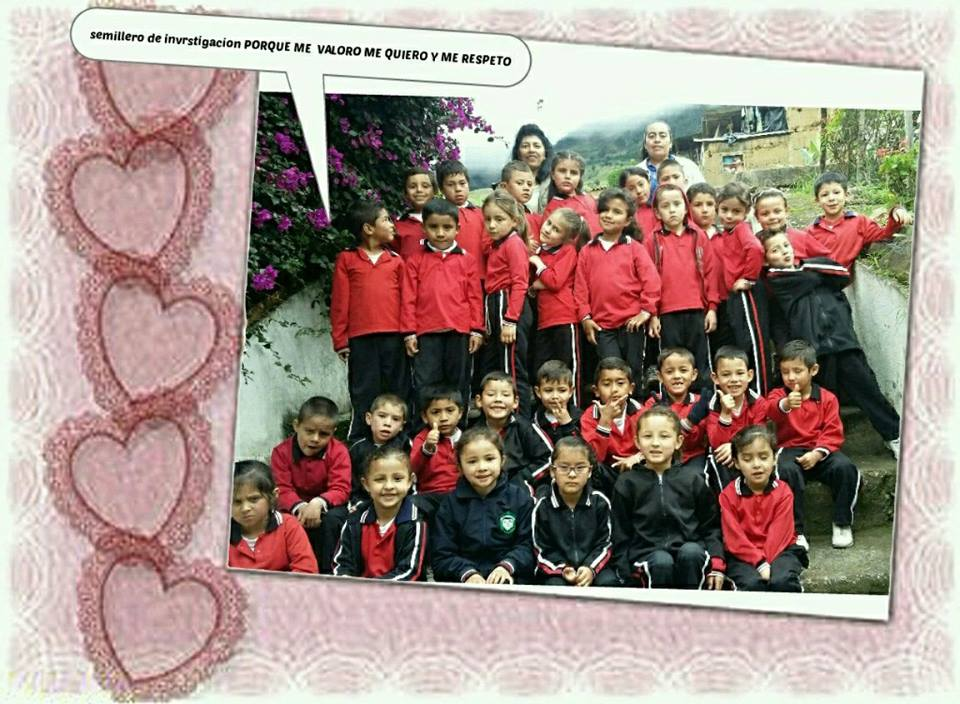 semillero de invrstigacion PORQUE ME VALORO ME QUIERO Y ME RESPETO